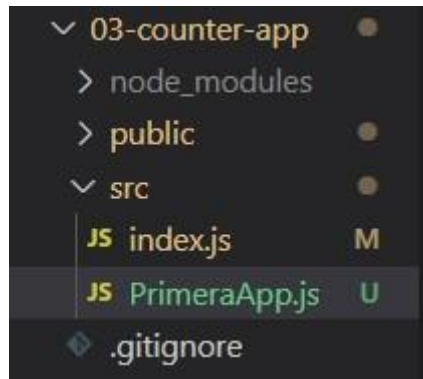 03-counter-app
node_modules
public
src
JS index.js M
JS PrimeraApp.js U
.gitignore